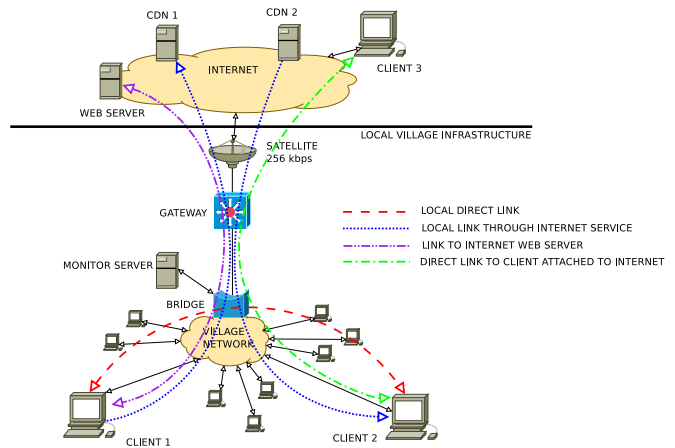 CDN 1
CDN 2
INTERNET
CLIENT 3
WEB SERVER
LOCAL VILLAGE INFRASTRUCTURE
SATELLITE
256 kbps
GATEWAY
LOCAL DIRECT LINK
LOCAL LINK THROUGH INTERNET SERVICE
LINK TO INTERNET WEB SERVER
DIRECT LINK TO CLIENT ATTACHED TO INTERNET
MONITOR SERVER
BRIDGE
VILLAGE
NETWORK
CLIENT 1
CLIENT 2